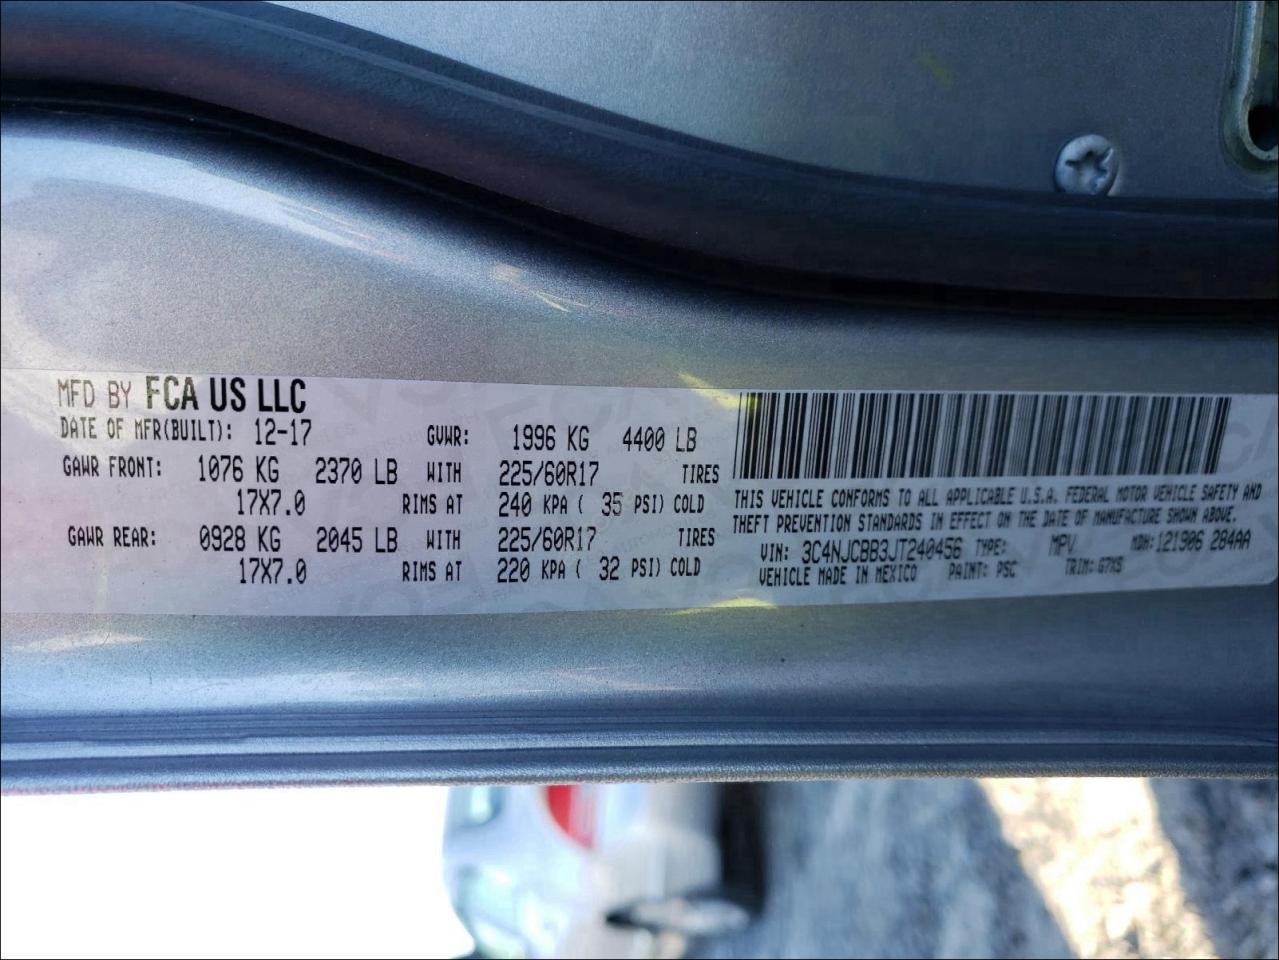 MFD BY FCA US LLC
DATE OF MFR(BUILT): 12-17 GVWR: 1996 KG 4400 LB
GAWR FRONT: 1076 KG 2370 LB WITH 225/60R17 TIRES
17X7.0 RIMS AT 240 KPA ( 35 PSI) COLD
GAWR REAR: 0928 KG 2045 LB WITH 225/60R17 TIRES
17X7.0 RIMS AT 220 KPA ( 32 PSI) COLD
THIS VEHICLE CONFORMS TO ALL APPLICABLE U.S.A. FEDERAL MOTOR VEHICLE SAFETY AND
THEFT PREVENTION STANDARDS IN EFFECT ON THE DATE OF MANUFACTURE SHOWN ABOVE.
VIN: 3C4NJCBB3JT240456 TYPE: MPV MDH: 121906 284AA
VEHICLE MADE IN MEXICO PAINT: PSC TRIM: G7X5